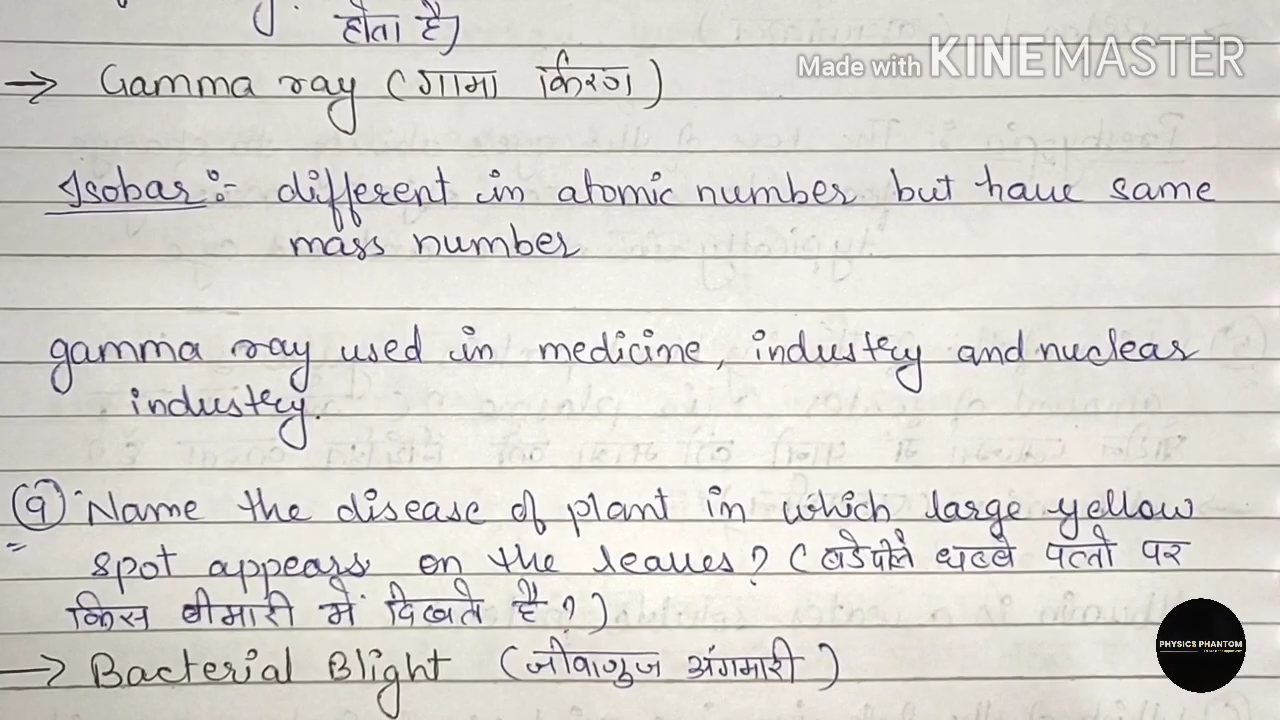 होता है)
→ Gamma ray (गामा किरण)
Made with KINEMASTER
Isobar :- different in atomic number but have same
mass number
gamma ray used in medicine, industry and nuclear
industry.
(9) Name the disease of plant in which large yellow
spot appears on the leaves? (बडे पीले धब्बे पत्तो पर
किस बीमारी में दिखते है?)
→ Bacterial Blight (जीवाणुज अंगमारी)
PHYSICS PHANTOM